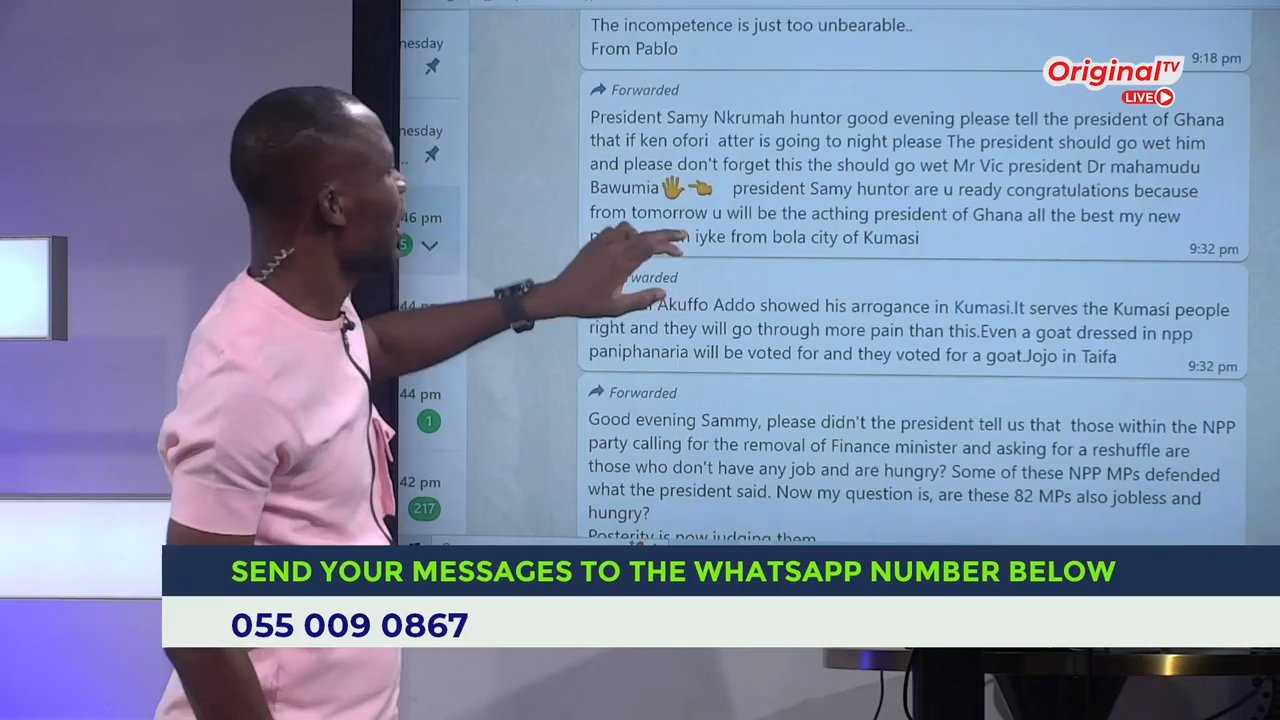 The incompetence is just too unbearable..
From Pablo
9:18 pm
Original TV
LIVE
nesday
nesday
..
46 pm
5
44 pm
1
42 pm
217
Forwarded
President Samy Nkrumah huntor good evening please tell the president of Ghana
that if ken ofori atter is going to night please The president should go wet him
and please don't forget this the should go wet Mr Vic president Dr mahamudu
Bawumia🖐👈 president Samy huntor are u ready congratulations because
from tomorrow u will be the acthing president of Ghana all the best my new
iyke from bola city of Kumasi
9:32 pm
warded
Akuffo Addo showed his arrogance in Kumasi.It serves the Kumasi people
right and they will go through more pain than this.Even a goat dressed in npp
paniphanaria will be voted for and they voted for a goat.Jojo in Taifa
9:32 pm
Forwarded
Good evening Sammy, please didn't the president tell us that those within the NPP
party calling for the removal of Finance minister and asking for a reshuffle are
those who don't have any job and are hungry? Some of these NPP MPs defended
what the president said. Now my question is, are these 82 MPs also jobless and
hungry?
Posterity is now judging them
SEND YOUR MESSAGES TO THE WHATSAPP NUMBER BELOW
055 009 0867